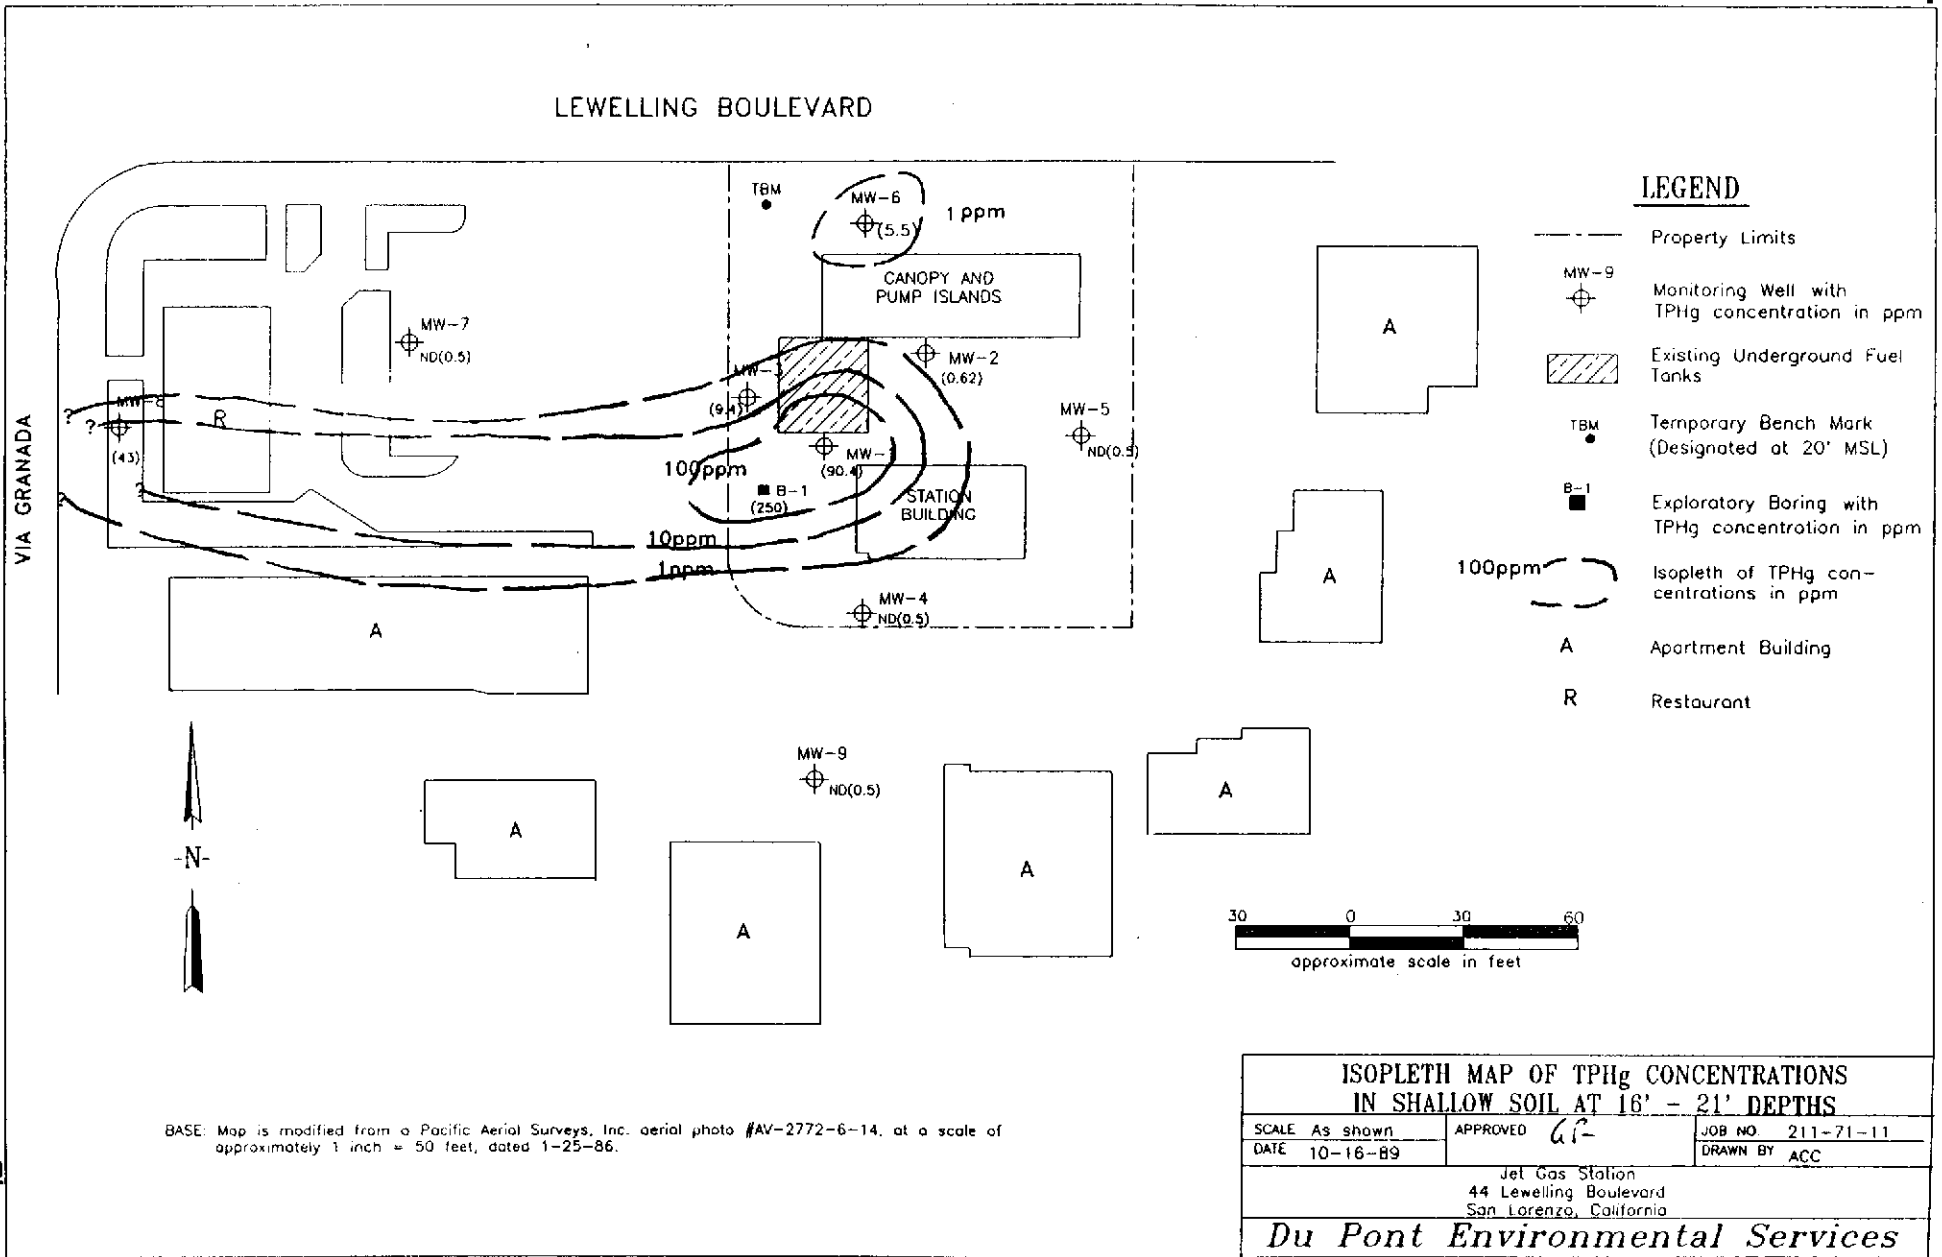 LEWELLING BOULEVARD
VIA GRANADA
TBM
MW-6
(5.5)
1 ppm
CANOPY AND
PUMP ISLANDS
MW-7
ND(0.5)
MW-2
(0.62)
MW-3
(9.4)
MW-8
(43)
?
?
?
?
R
MW-5
ND(0.5)
MW-
(90.4)
100ppm
B-1
(250)
STATION
BUILDING
10ppm
1ppm
MW-4
ND(0.5)
A
A
A
MW-9
ND(0.5)
A
A
A
A
-N-
LEGEND
Property Limits
MW-9
Monitoring Well with
TPHg concentration in ppm
Existing Underground Fuel
Tanks
TBM
Temporary Bench Mark
(Designated at 20' MSL)
B-1
Exploratory Boring with
TPHg concentration in ppm
100ppm
Isopleth of TPHg con-
centrations in ppm
A
Apartment Building
R
Restaurant
30 0 30 60
approximate scale in feet
BASE: Map is modified from a Pacific Aerial Surveys, Inc. aerial photo #AV-2772-6-14, at a scale of
approximately 1 inch = 50 feet, dated 1-25-86.
ISOPLETH MAP OF TPHg CONCENTRATIONS
IN SHALLOW SOIL AT 16' - 21' DEPTHS
SCALE As shown
APPROVED
JOB NO. 211-71-11
DATE 10-16-89
DRAWN BY ACC
Jet Gas Station
44 Lewelling Boulevard
San Lorenzo, California
Du Pont Environmental Services